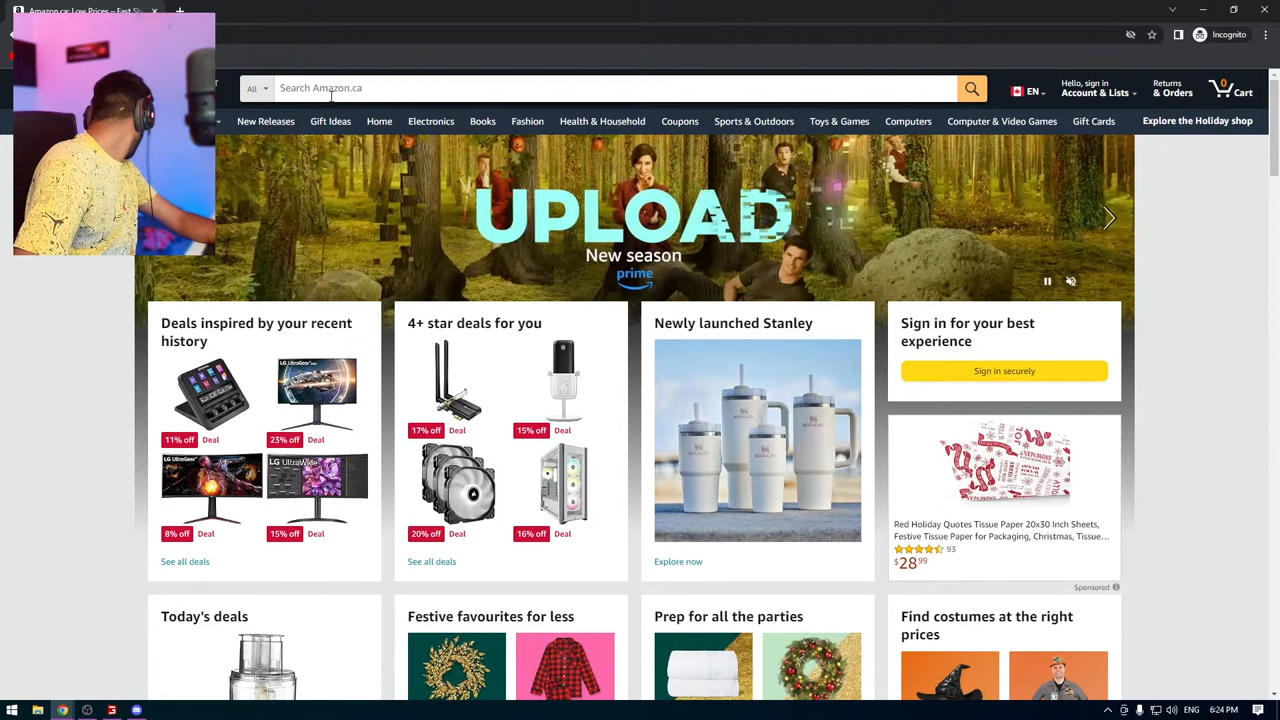 Amazon.ca: Low Prices – Fast Sh
Incognito
All
Search Amazon.ca
EN
Hello, sign in
Account & Lists
Returns
& Orders
0
Cart
New Releases
Gift Ideas
Home
Electronics
Books
Fashion
Health & Household
Coupons
Sports & Outdoors
Toys & Games
Computers
Computer & Video Games
Gift Cards
Explore the Holiday shop
UPLOAD
New season
prime
Deals inspired by your recent
history
11% off Deal
LG UltraGear
23% off Deal
LG UltraGear
8% off Deal
LG UltraWide
15% off Deal
See all deals
4+ star deals for you
17% off Deal
15% off Deal
20% off Deal
16% off Deal
See all deals
Newly launched Stanley
Explore now
Sign in for your best
experience
Sign in securely
Red Holiday Quotes Tissue Paper 20x30 Inch Sheets,
Festive Tissue Paper for Packaging, Christmas, Tissue...
93
$28 99
Sponsored
Today's deals
Festive favourites for less
Prep for all the parties
Find costumes at the right
prices
6:24 PM